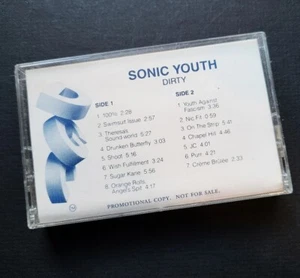 SONIC YOUTH
DIRTY
SIDE 1
1. 100% 2:28
2. Swimsuit Issue 2:57
3. Theresa's
Sound-world 5:27
4. Drunken Butterfly 3:03
5. Shoot 5:16
6. Wish Fulfillment 3:24
7. Sugar Kane 5:56
8. Orange Rolls,
Angel's Spit 4:17
SIDE 2
1. Youth Against
Fascism 3:36
2. Nic Fit 0:59
3. On The Strip 5:41
4. Chapel Hill 4:46
5. JC 4:01
6. Purr 4:21
7. Crème Brûlee 2:33
PROMOTIONAL COPY. NOT FOR SALE.